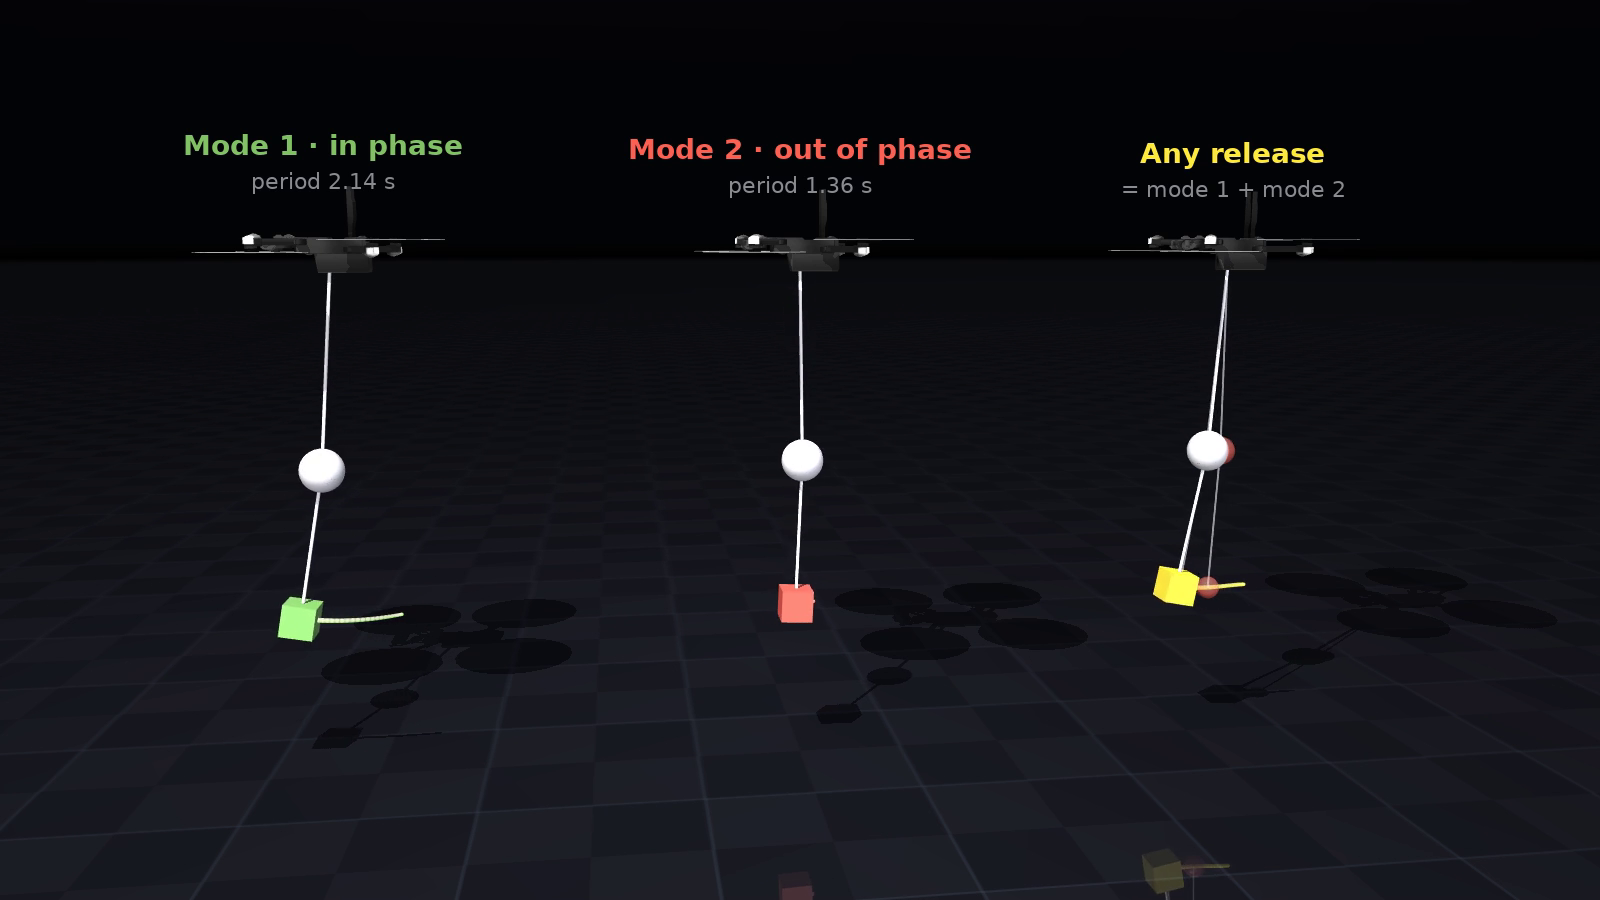 Mode 1 · in phase
period 2.14 s
Mode 2 · out of phase
period 1.36 s
Any release
= mode 1 + mode 2